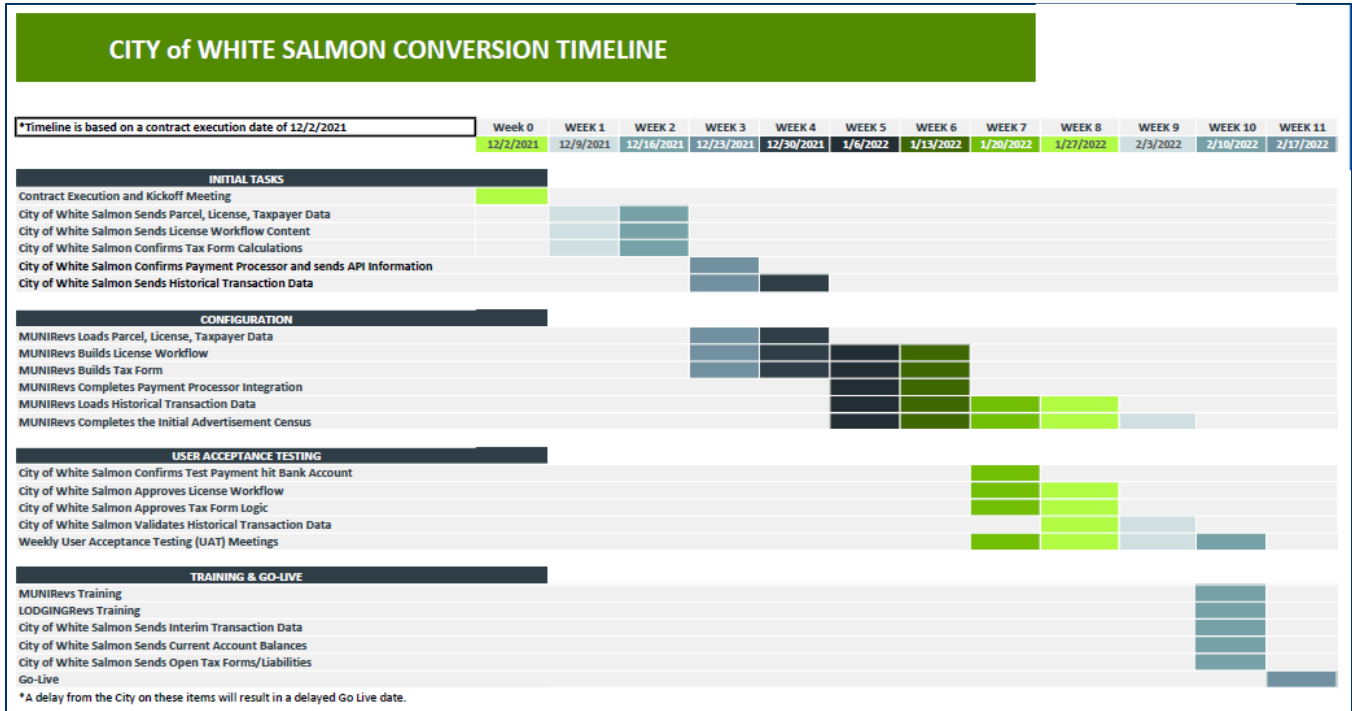 CITY of WHITE SALMON CONVERSION TIMELINE
*Timeline is based on a contract execution date of 12/2/2021 Week 0 WEEK 1 WEEK 2 WEEK 3 WEEK 4 WEEK 5 WEEK 6 WEEK 7 WEEK 8 WEEK 9 WEEK 10 WEEK 11
12/2/2021 12/9/2021 12/16/2021 12/23/2021 12/30/2021 1/6/2022 1/13/2022 1/20/2022 1/27/2022 2/3/2022 2/10/2022 2/17/2022
INITIAL TASKS
Contract Execution and Kickoff Meeting
City of White Salmon Sends Parcel, License, Taxpayer Data
City of White Salmon Sends License Workflow Content
City of White Salmon Confirms Tax Form Calculations
City of White Salmon Confirms Payment Processor and sends API Information
City of White Salmon Sends Historical Transaction Data
CONFIGURATION
MUNIRevs Loads Parcel, License, Taxpayer Data
MUNIRevs Builds License Workflow
MUNIRevs Builds Tax Form
MUNIRevs Completes Payment Processor Integration
MUNIRevs Loads Historical Transaction Data
MUNIRevs Completes the Initial Advertisement Census
USER ACCEPTANCE TESTING
City of White Salmon Confirms Test Payment hit Bank Account
City of White Salmon Approves License Workflow
City of White Salmon Approves Tax Form Logic
City of White Salmon Validates Historical Transaction Data
Weekly User Acceptance Testing (UAT) Meetings
TRAINING & GO-LIVE
MUNIRevs Training
LODGINGRevs Training
City of White Salmon Sends Interim Transaction Data
City of White Salmon Sends Current Account Balances
City of White Salmon Sends Open Tax Forms/Liabilities
Go-Live
*A delay from the City on these items will result in a delayed Go Live date.